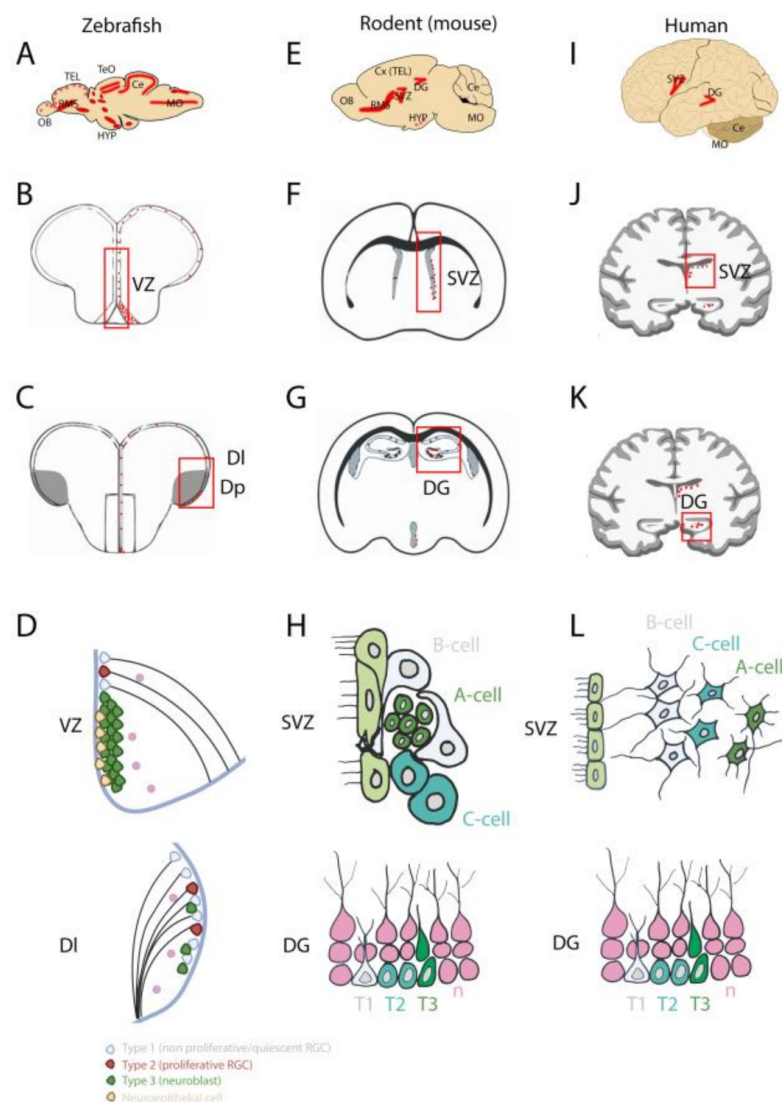 Zebrafish
Rodent (mouse)
Human
A
TEL
TeO
Ce
RMS
MO
OB
HYP
E
Cx (TEL)
DG
SVZ
Ce
OB
RMS
HYP
MO
I
SVZ
DG
Ce
MO
B
VZ
F
SVZ
J
SVZ
C
Dl
Dp
G
DG
K
DG
D
VZ
H
B-cell
A-cell
SVZ
C-cell
L
B-cell
C-cell
A-cell
SVZ
Dl
DG
T1 T2 T3 n
DG
T1 T2 T3 n
Type 1 (non proliferative/quiescent RGC)
Type 2 (proliferative RGC)
Type 3 (neuroblast)
Neuroepithelial cell